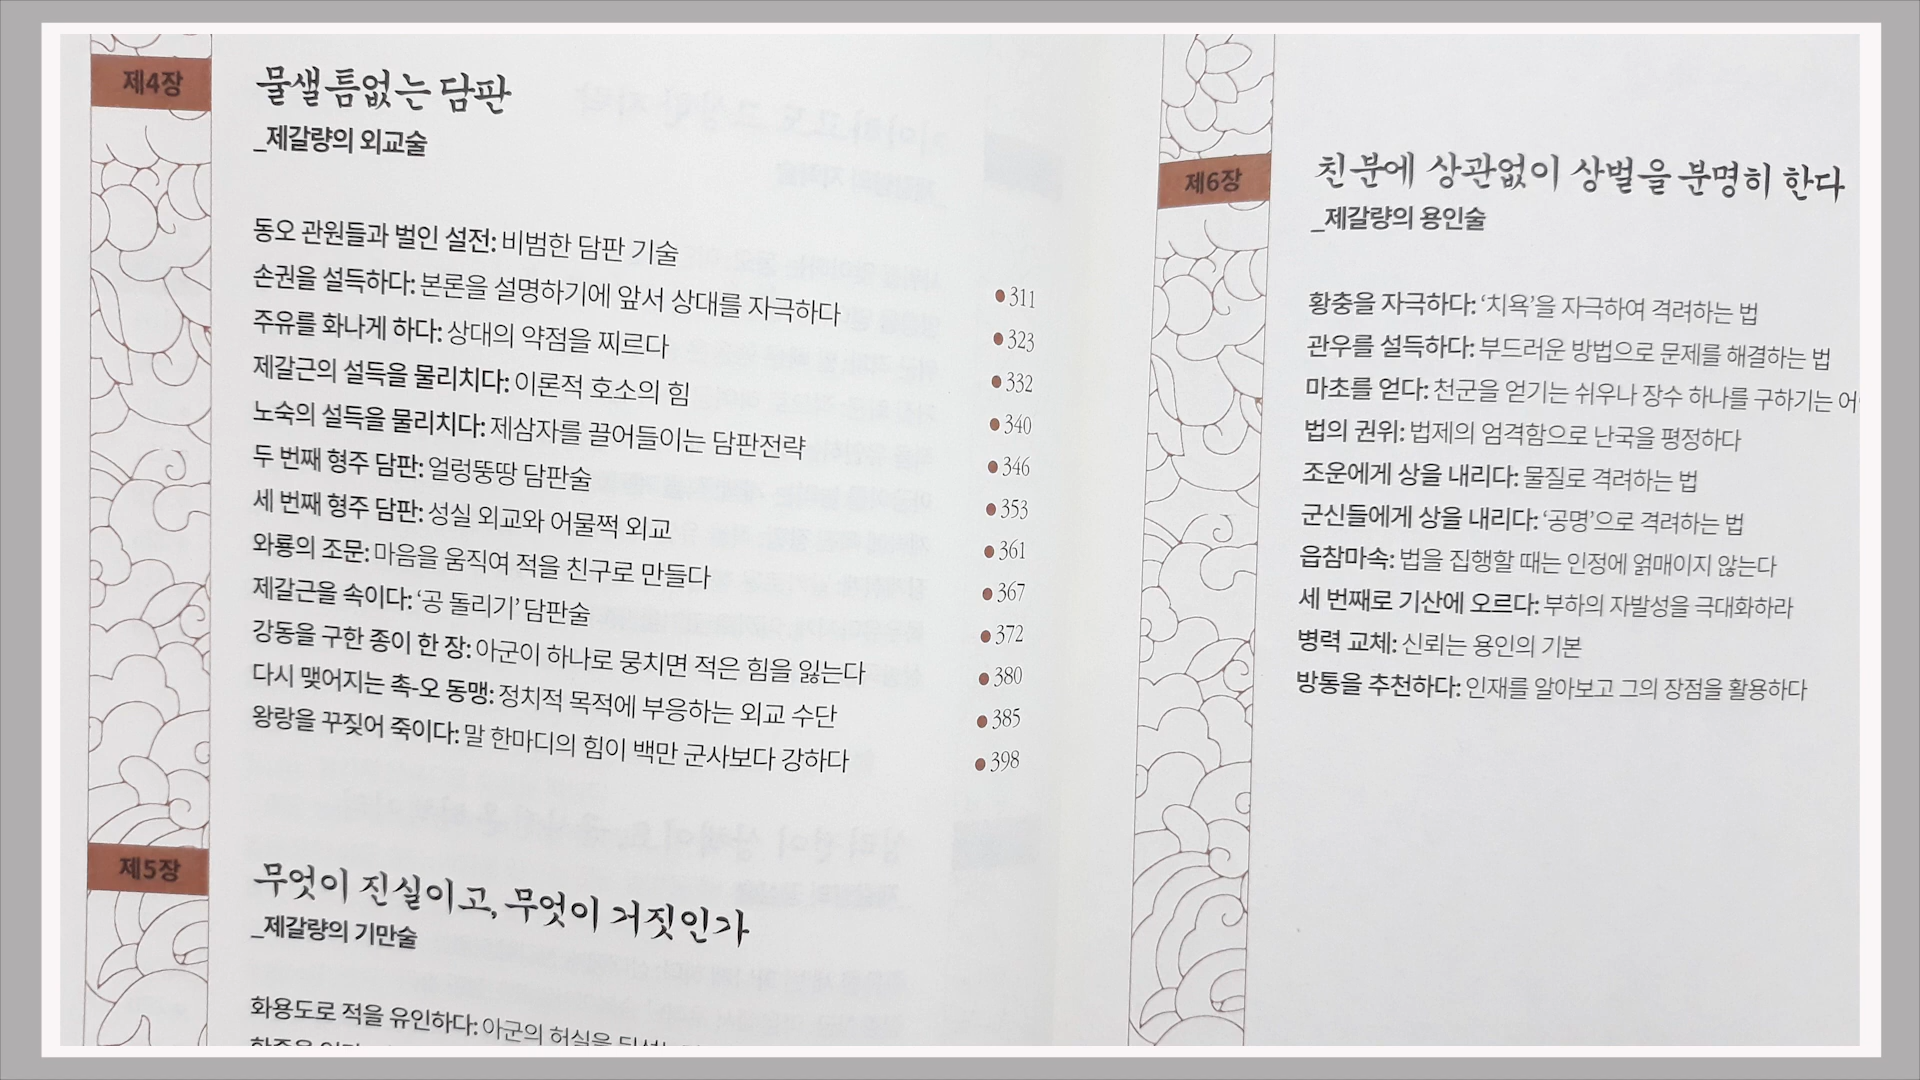 제4장
물샐틈없는 담판
_제갈량의 외교술
동오 관원들과 벌인 설전: 비범한 담판 기술 ●311
손권을 설득하다: 본론을 설명하기에 앞서 상대를 자극하다 ●323
주유를 화나게 하다: 상대의 약점을 찌르다 ●332
제갈근의 설득을 물리치다: 이론적 호소의 힘 ●340
노숙의 설득을 물리치다: 제삼자를 끌어들이는 담판전략 ●346
두 번째 형주 담판: 얼렁뚱땅 담판술 ●353
세 번째 형주 담판: 성실 외교와 어물쩍 외교 ●361
와룡의 조문: 마음을 움직여 적을 친구로 만들다 ●367
제갈근을 속이다: ‘공 돌리기’ 담판술 ●372
강동을 구한 종이 한 장: 아군이 하나로 뭉치면 적은 힘을 잃는다 ●380
다시 맺어지는 촉-오 동맹: 정치적 목적에 부응하는 외교 수단 ●385
왕랑을 꾸짖어 죽이다: 말 한마디의 힘이 백만 군사보다 강하다 ●398
제5장
무엇이 진실이고, 무엇이 거짓인가
_제갈량의 기만술
화용도로 적을 유인하다: 아군의 허실을
제6장
친분에 상관없이 상벌을 분명히 한다
_제갈량의 용인술
황충을 자극하다: ‘치욕’을 자극하여 격려하는 법
관우를 설득하다: 부드러운 방법으로 문제를 해결하는 법
마초를 얻다: 천군을 얻기는 쉬우나 장수 하나를 구하기는 어
법의 권위: 법제의 엄격함으로 난국을 평정하다
조운에게 상을 내리다: 물질로 격려하는 법
군신들에게 상을 내리다: ‘공명’으로 격려하는 법
읍참마속: 법을 집행할 때는 인정에 얽매이지 않는다
세 번째로 기산에 오르다: 부하의 자발성을 극대화하라
병력 교체: 신뢰는 용인의 기본
방통을 추천하다: 인재를 알아보고 그의 장점을 활용하다